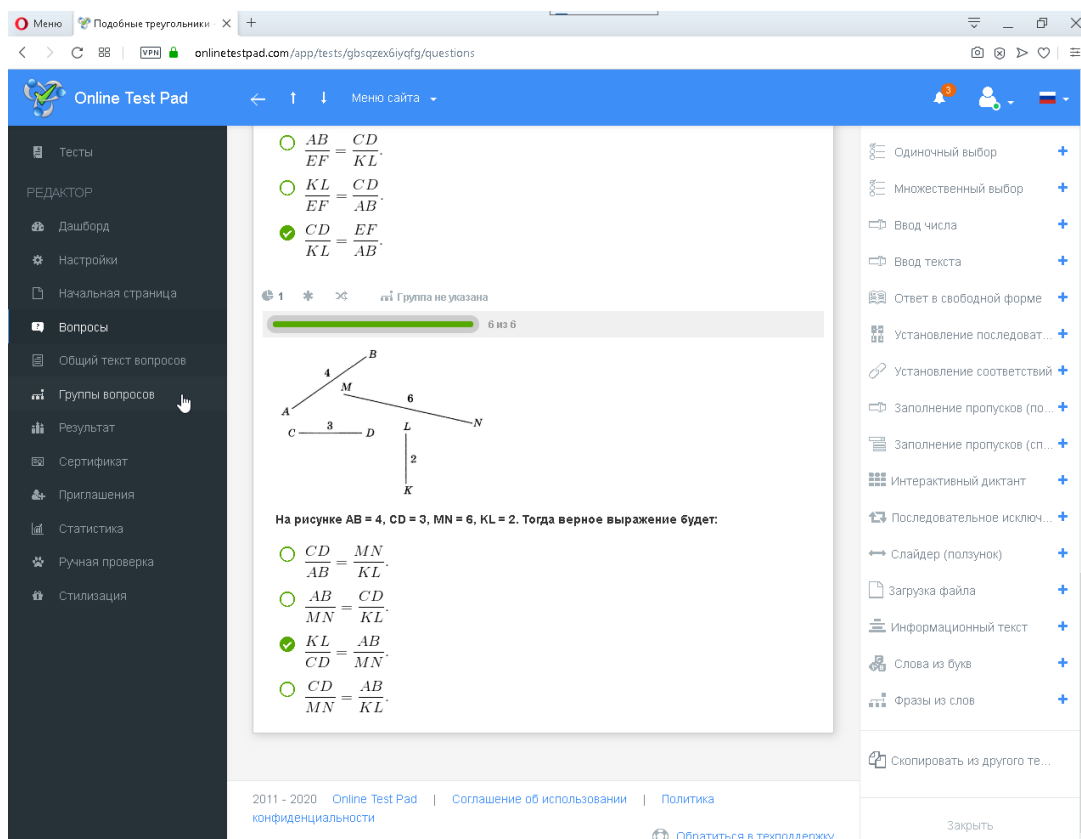 Меню
Подобные треугольники -
VPN
onlinetestpad.com/app/tests/gbsqzex6iyqfg/questions
Online Test Pad
Меню сайта
3
Тесты
РЕДАКТОР
Дашборд
Настройки
Начальная страница
Вопросы
Общий текст вопросов
Группы вопросов
Результат
Сертификат
Приглашения
Статистика
Ручная проверка
Стилизация
AB/EF = CD/KL.
KL/EF = CD/AB.
CD/KL = EF/AB.
1 Группа не указана
6 из 6
B
4
M
6
A
N
C 3 D
L
2
K
На рисунке AB = 4, CD = 3, MN = 6, KL = 2. Тогда верное выражение будет:
CD/AB = MN/KL.
AB/MN = CD/KL.
KL/CD = AB/MN.
CD/MN = AB/KL.
Одиночный выбор
Множественный выбор
Ввод числа
Ввод текста
Ответ в свободной форме
Установление последоват...
Установление соответствий
Заполнение пропусков (по...
Заполнение пропусков (сп...
Интерактивный диктант
Последовательное исключ...
Слайдер (ползунок)
Загрузка файла
Информационный текст
Слова из букв
Фразы из слов
Скопировать из другого те...
Закрыть
2011 - 2020 Online Test Pad | Соглашение об использовании | Политика
конфиденциальности
Обратиться в техподдержку